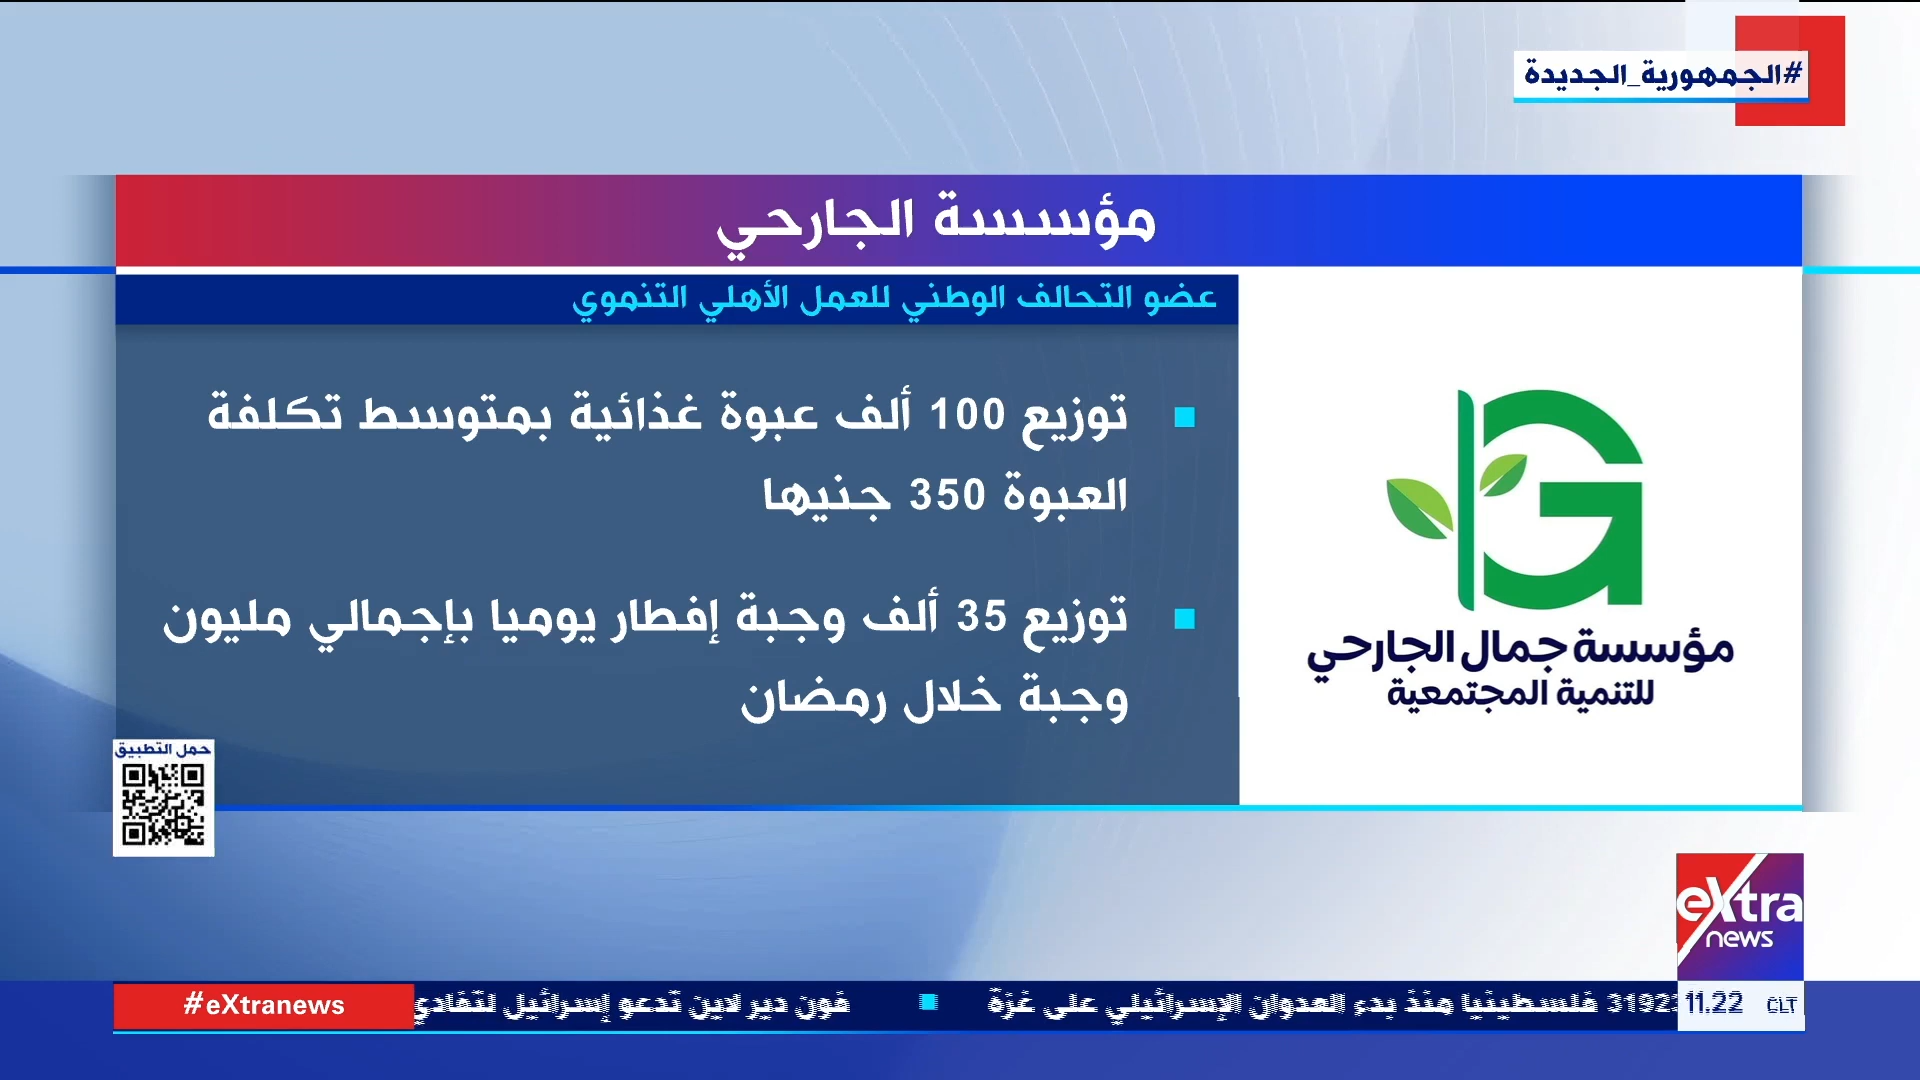 #الجمهورية_الجديدة
مؤسسة الجارحي
عضو التحالف الوطني للعمل الأهلي التنموي
توزيع 100 ألف عبوة غذائية بمتوسط تكلفة
العبوة 350 جنيها
توزيع 35 ألف وجبة إفطار يوميا بإجمالي مليون
وجبة خلال رمضان
G
مؤسسة جمال الجارحي
للتنمية المجتمعية
حمل التطبيق
eXtra
news
31923 فلسطينيا منذ بدء العدوان الإسرائيلي على غزة ■ فون دير لاين تدعو إسرائيل لتفادي
#eXtranews
11.22 CLT